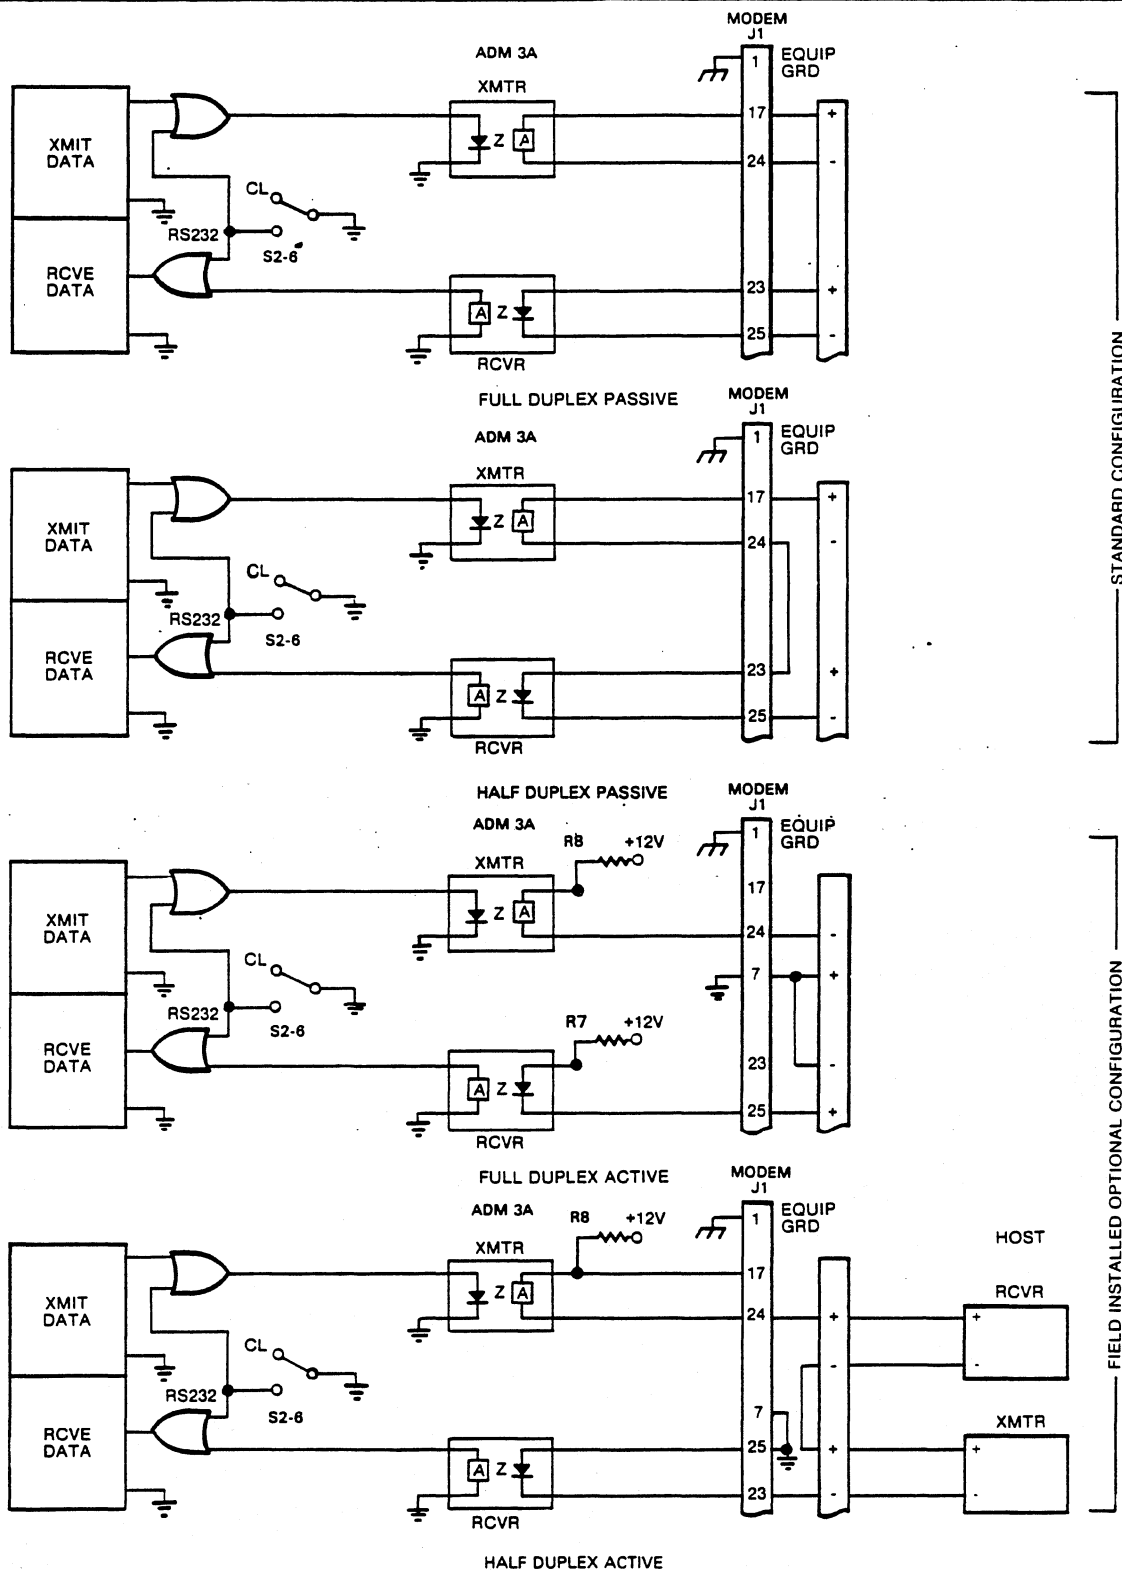 MODEM
J1
ADM 3A
1 EQUIP
GRD
XMTR
17 +
XMIT
DATA
Z A
24 -
CL
RS232
S2-6
RCVE
DATA
23 +
A Z
25 -
RCVR
FULL DUPLEX PASSIVE
STANDARD CONFIGURATION
MODEM
J1
ADM 3A
1 EQUIP
GRD
XMTR
17 +
XMIT
DATA
Z A
24 -
CL
RS232
S2-6
RCVE
DATA
23 +
A Z
25 -
RCVR
HALF DUPLEX PASSIVE
MODEM
J1
ADM 3A
1 EQUIP
GRD
R8 +12V
XMTR
17
XMIT
DATA
Z A
24 -
CL
7 +
RS232
S2-6
R7 +12V
RCVE
DATA
23 -
A Z
25 +
RCVR
FULL DUPLEX ACTIVE
FIELD INSTALLED OPTIONAL CONFIGURATION
MODEM
J1
ADM 3A
1 EQUIP
GRD
R8 +12V
HOST
XMTR
17
RCVR
XMIT
DATA
Z A
24 + +
CL
- -
RS232
S2-6
7
XMTR
RCVE
DATA
25 + +
A Z
23 - -
RCVR
HALF DUPLEX ACTIVE